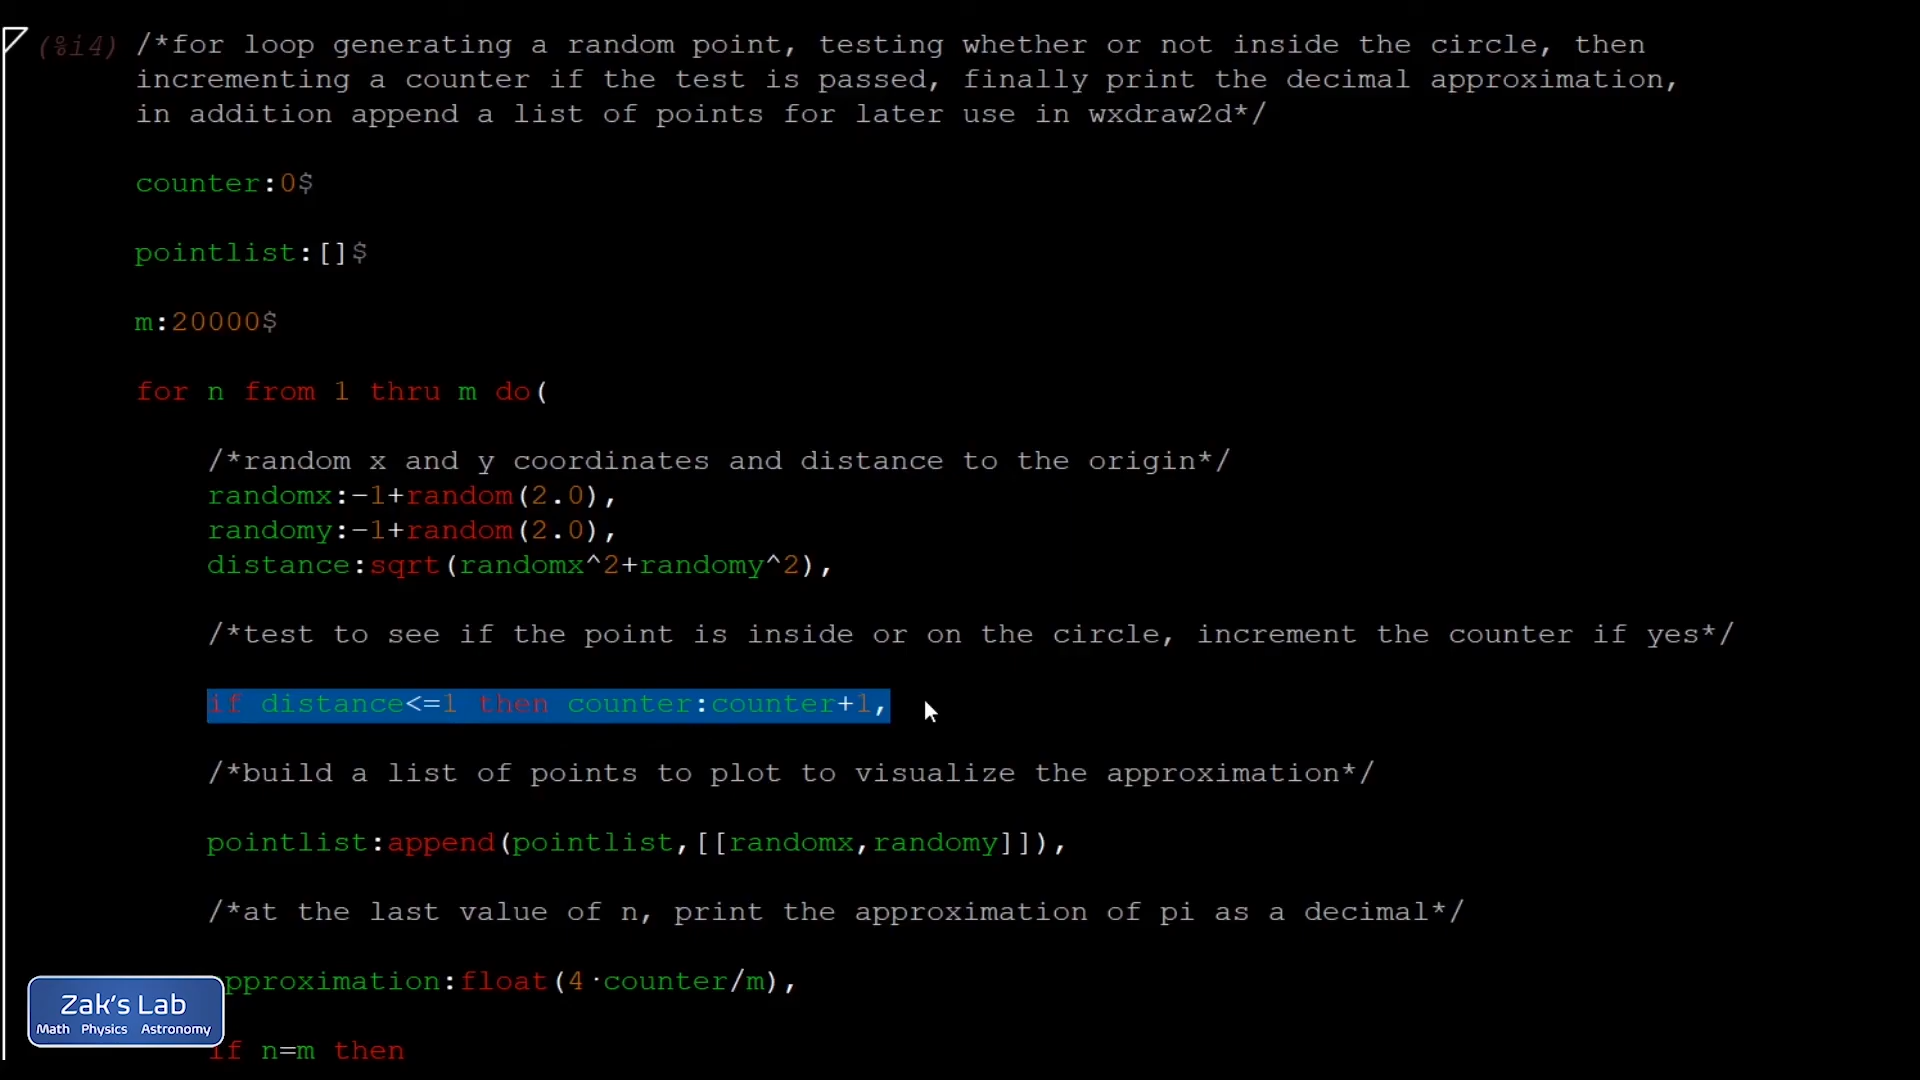 (%i4) /*for loop generating a random point, testing whether or not inside the circle, then
incrementing a counter if the test is passed, finally print the decimal approximation,
in addition append a list of points for later use in wxdraw2d*/
counter:0$
pointlist:[]$
m:20000$
for n from 1 thru m do(
/*random x and y coordinates and distance to the origin*/
randomx:−1+random(2.0),
randomy:−1+random(2.0),
distance:sqrt(randomx^2+randomy^2),
/*test to see if the point is inside or on the circle, increment the counter if yes*/
if distance<=1 then counter:counter+1,
/*build a list of points to plot to visualize the approximation*/
pointlist:append(pointlist,[[randomx,randomy]]),
/*at the last value of n, print the approximation of pi as a decimal*/
pproximation:float(4·counter/m),
if n=m then
Zak's Lab
Math Physics Astronomy